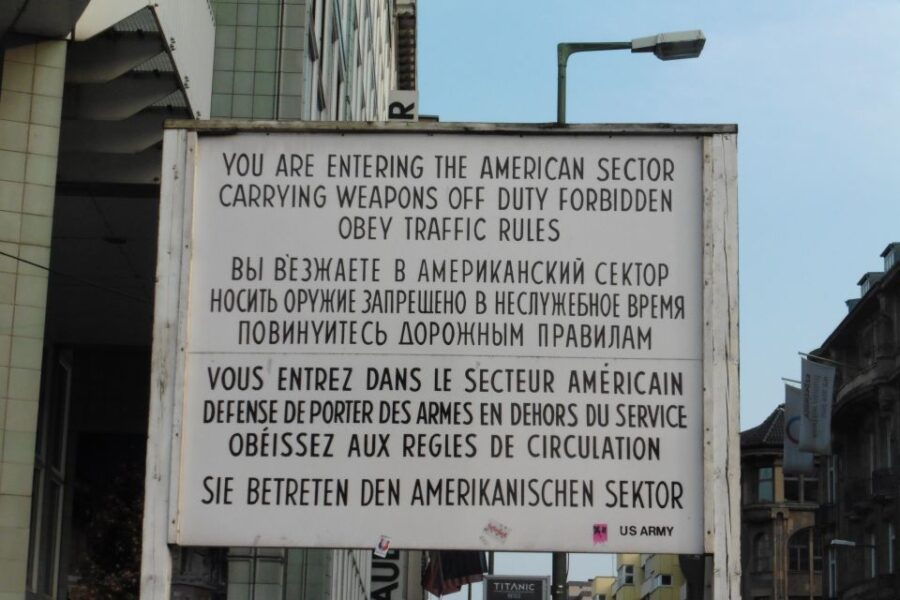 YOU ARE ENTERING THE AMERICAN SECTOR
CARRYING WEAPONS OFF DUTY FORBIDDEN
OBEY TRAFFIC RULES
ВЫ ВЪЕЗЖАЕТЕ В АМЕРИКАНСКИЙ СЕКТОР
НОСИТЬ ОРУЖИЕ ЗАПРЕЩЕНО В НЕСЛУЖЕБНОЕ ВРЕМЯ
ПОВИНУИТЕСЬ ДОРОЖНЫМ ПРАВИЛАМ
VOUS ENTREZ DANS LE SECTEUR AMÉRICAIN
DEFENSE DE PORTER DES ARMES EN DEHORS DU SERVICE
OBÉISSEZ AUX REGLES DE CIRCULATION
SIE BETRETEN DEN AMERIKANISCHEN SEKTOR
US ARMY
R
AU
TITANIC